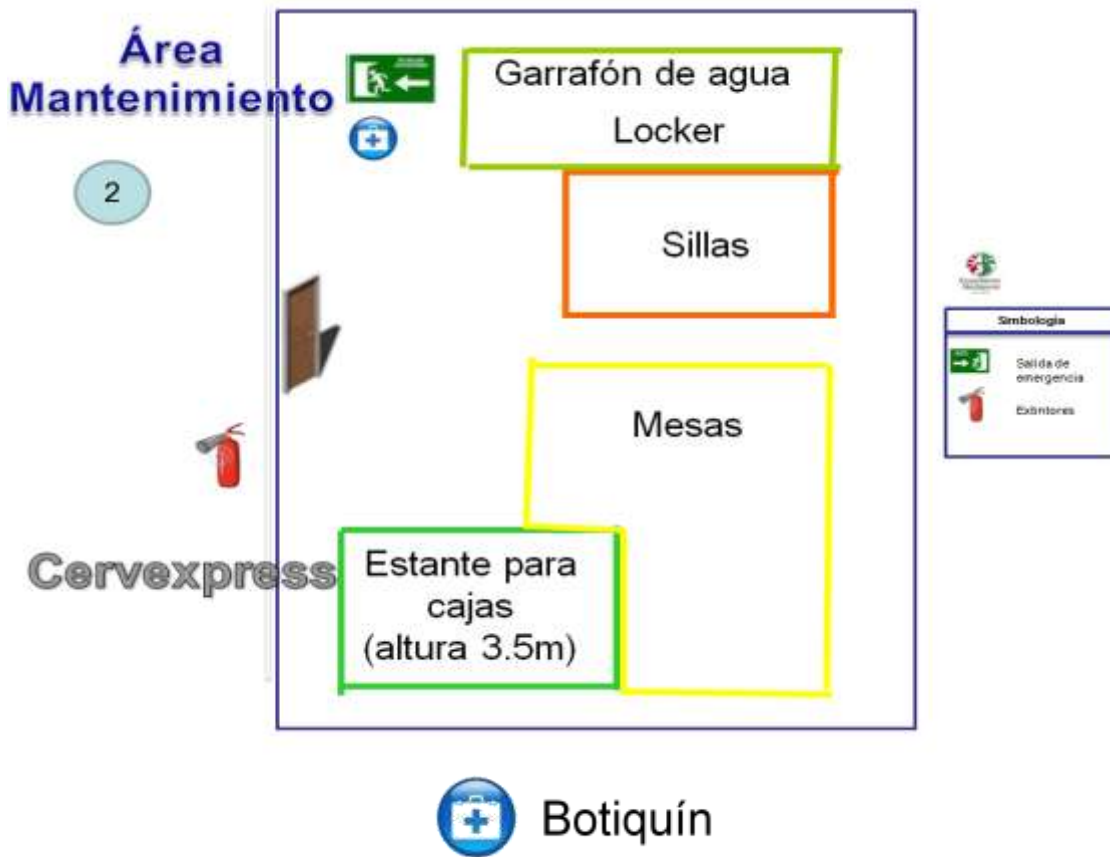 Área
Mantenimiento
2
Garrafón de agua
Locker
Sillas
Mesas
Cervexpress
Estante para
cajas
(altura 3.5m)
Simbología
Salida de
emergencia
Extintores
Botiquín